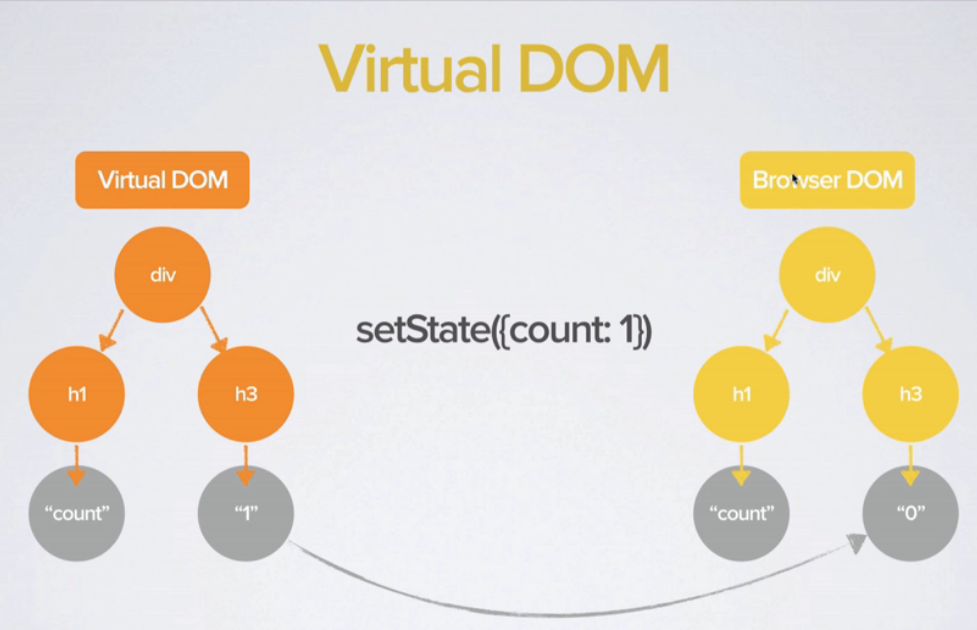 Virtual DOM
Virtual DOM
Browser DOM
div
div
setState({count: 1})
h1
h3
h1
h3
“count”
“1”
“count”
“0”